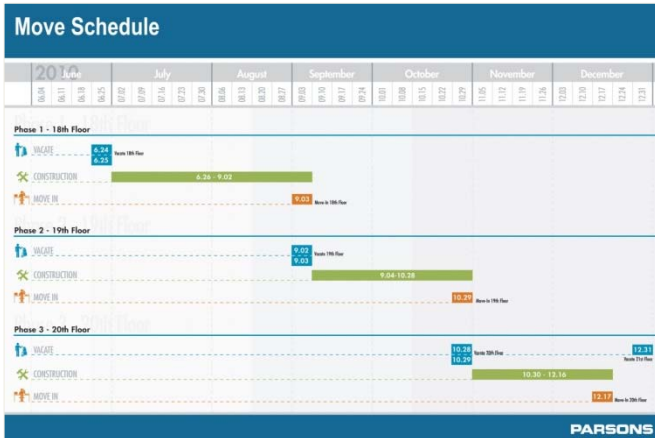 Move Schedule
2012
June July August September October November December
06.04 06.11 06.18 06.25 07.02 07.09 07.16 07.23 07.30 08.06 08.13 08.20 08.27 09.03 09.10 09.17 09.24 10.01 10.08 10.15 10.22 10.29 11.05 11.12 11.19 11.26 12.03 12.10 12.17 12.24 12.31
Phase 1 - 18th Floor
VACATE 6.24 Vacate 18th Floor
6.25
CONSTRUCTION 6.26 - 9.02
MOVE IN 9.03 Move in 18th Floor
Phase 2 - 19th Floor
VACATE 9.02 Vacate 19th Floor
9.03
CONSTRUCTION 9.04-10.28
MOVE IN 10.29 Move in 19th Floor
Phase 3 - 20th Floor
VACATE 10.28 Vacate 20th Floor 12.31
10.29 Vacate 21st Floor
CONSTRUCTION 10.30 - 12.16
MOVE IN 12.17 Move in 20th Floor
PARSONS